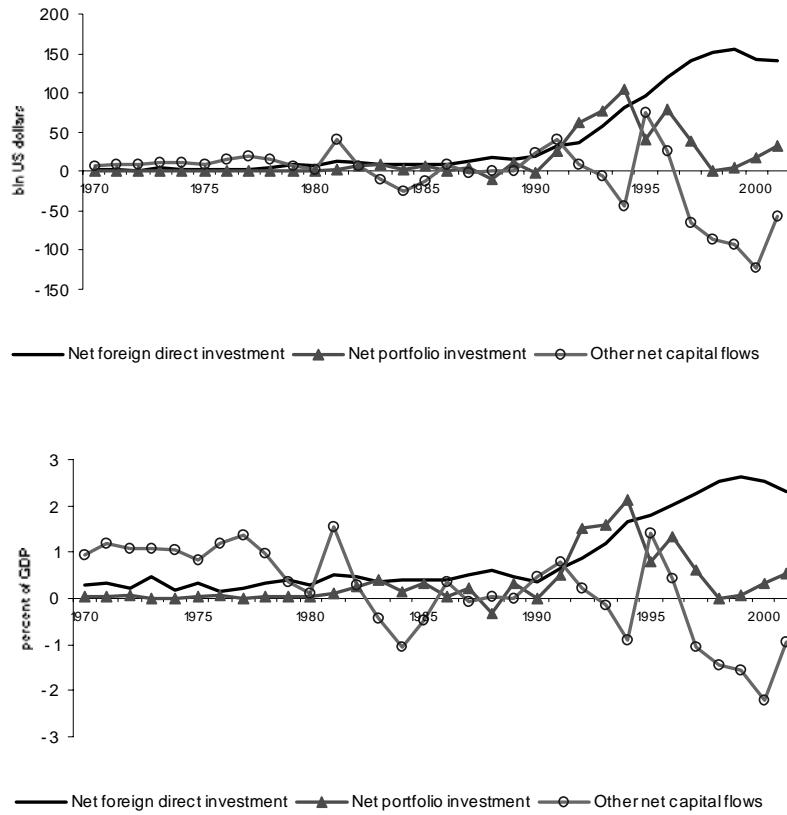 200
150
100
50
0
-50
-100
-150
bln US dollars
1970 1975 1980 1985 1990 1995 2000
Net foreign direct investment Net portfolio investment Other net capital flows
3
2
1
0
-1
-2
-3
percent of GDP
1970 1975 1980 1985 1990 1995 2000
Net foreign direct investment Net portfolio investment Other net capital flows